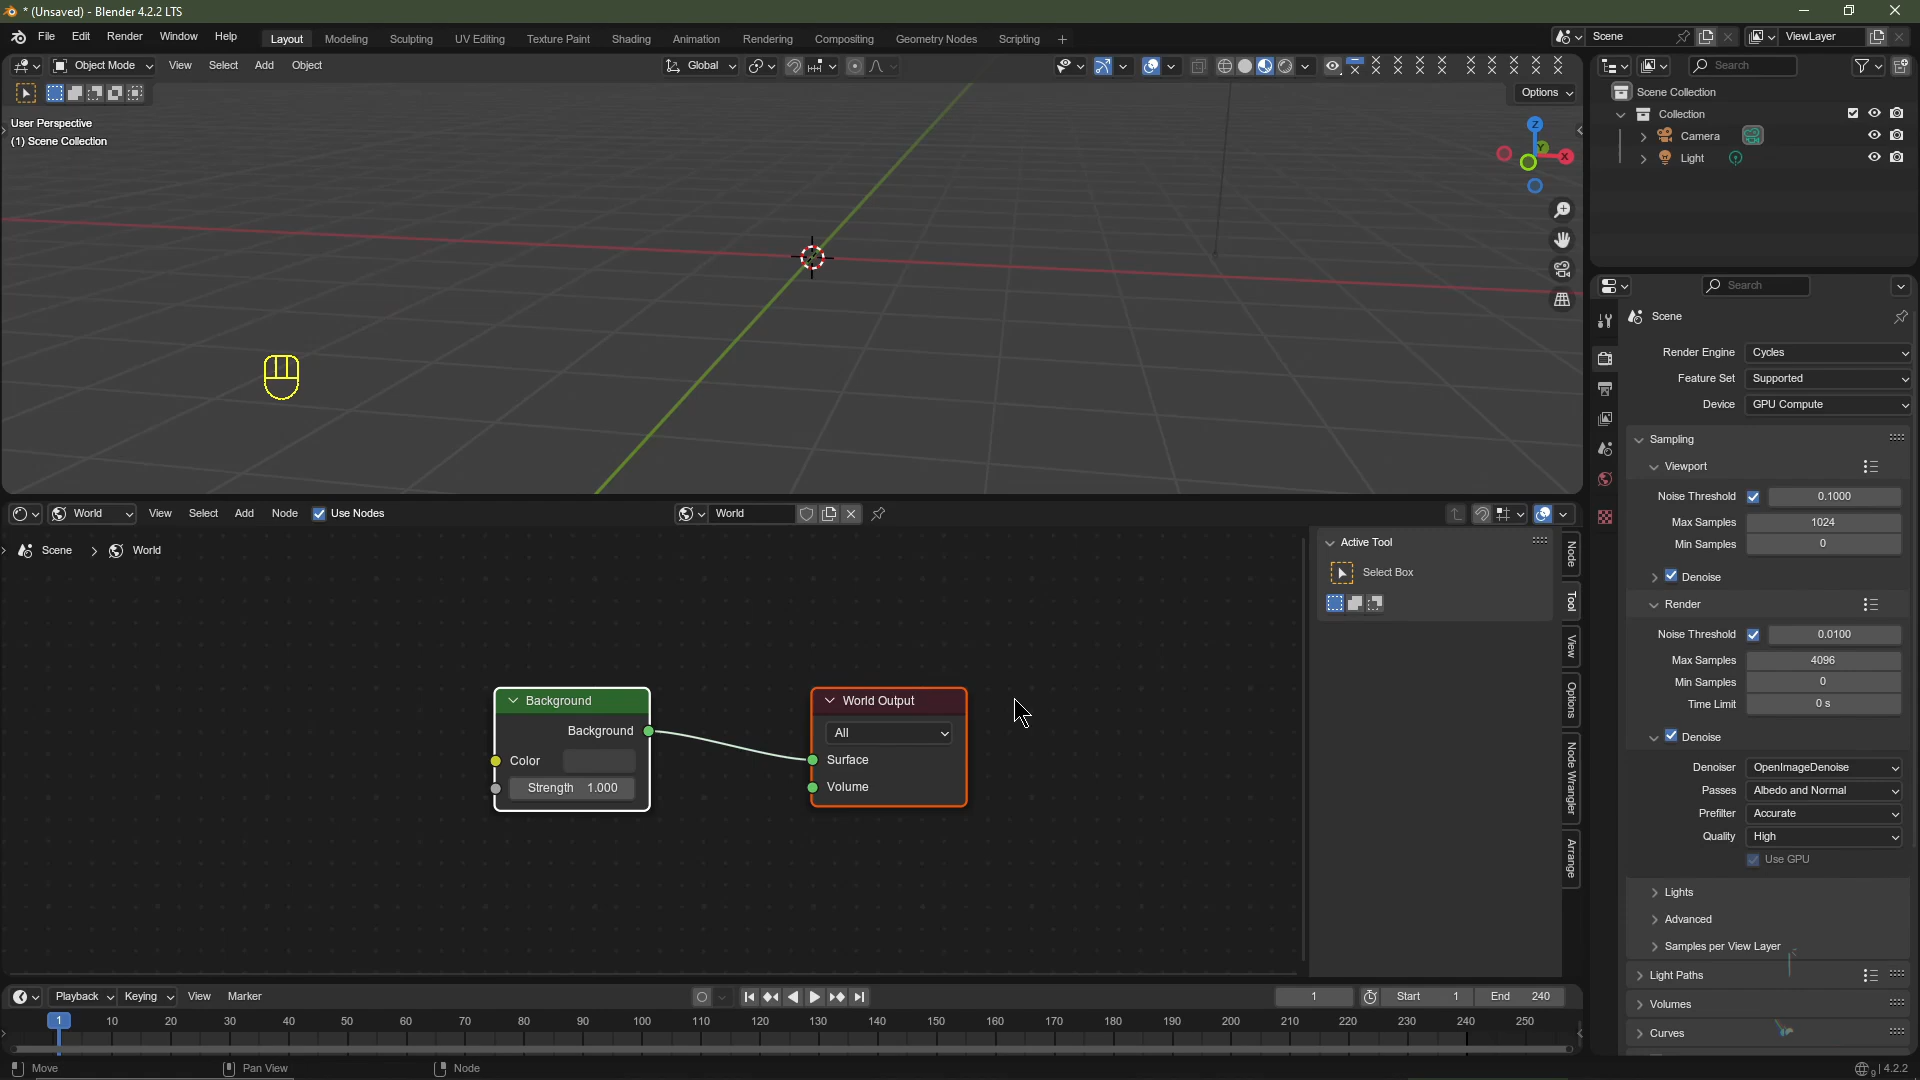 * (Unsaved) - Blender 4.2.2 LTS
File Edit Render Window Help Layout Modeling Sculpting UV Editing Texture Paint Shading Animation Rendering Compositing Geometry Nodes Scripting + Scene ViewLayer
Object Mode View Select Add Object Global
Options
User Perspective
(1) Scene Collection
Z
Y
X
Search
Scene Collection
Collection
Camera
Light
Search
Scene
Render Engine Cycles
Feature Set Supported
Device GPU Compute
Sampling
Viewport
Noise Threshold 0.1000
Max Samples 1024
Min Samples 0
Denoise
Render
Noise Threshold 0.0100
Max Samples 4096
Min Samples 0
Time Limit 0 s
Denoise
Denoiser OpenImageDenoise
Passes Albedo and Normal
Prefilter Accurate
Quality High
Use GPU
Lights
Advanced
Samples per View Layer
Light Paths
Volumes
Curves
World View Select Add Node Use Nodes World
Scene > World
Active Tool
Select Box
Node
Tool
View
Options
Node Wrangler
Arrange
Background
Background
Color
Strength 1.000
World Output
All
Surface
Volume
Playback Keying View Marker 1 Start 1 End 240
1 10 20 30 40 50 60 70 80 90 100 110 120 130 140 150 160 170 180 190 200 210 220 230 240 250
Move Pan View Node 9 | 4.2.2